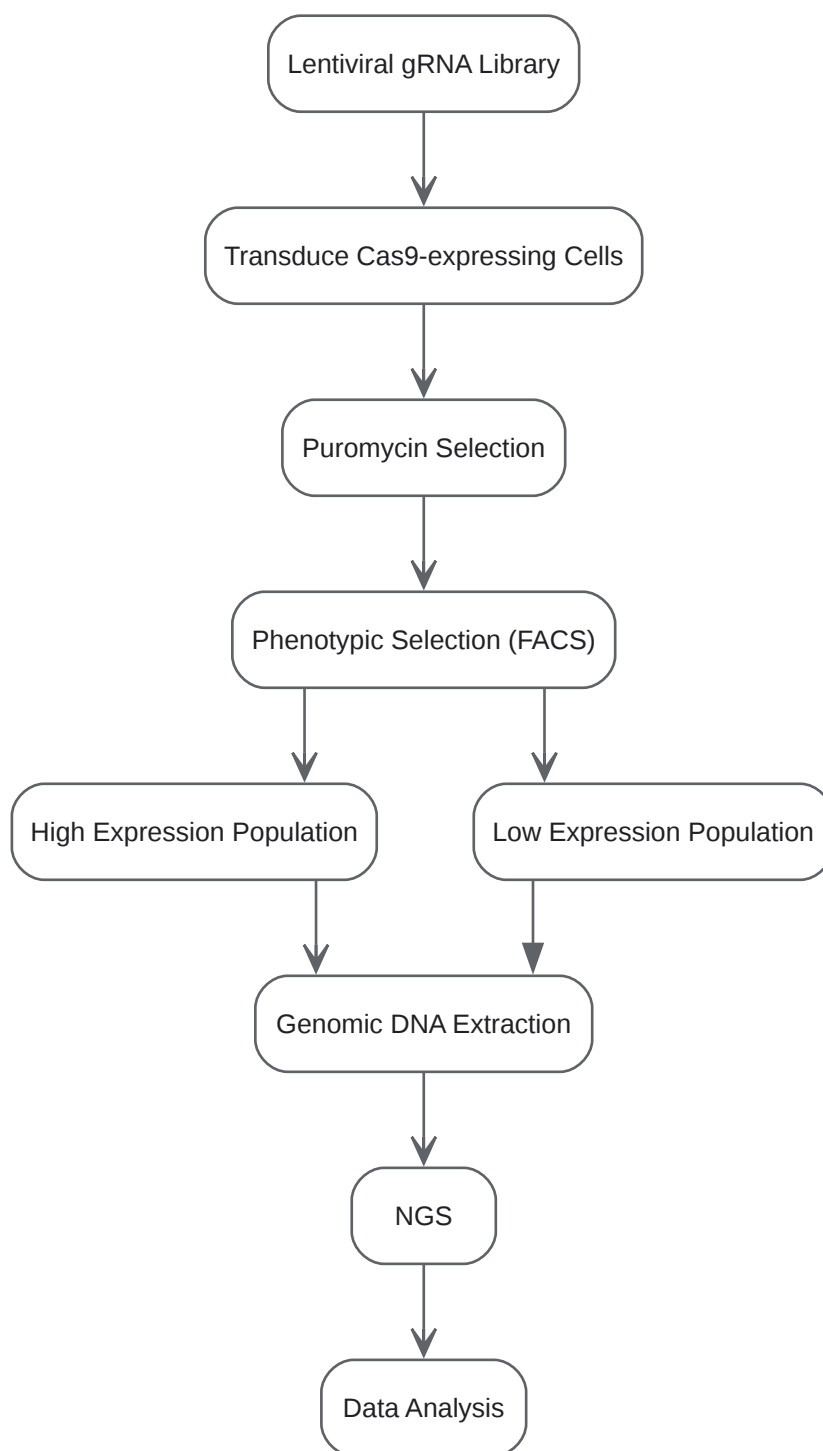 Lentiviral gRNA Library
Transduce Cas9-expressing Cells
Puromycin Selection
Phenotypic Selection (FACS)
High Expression Population
Low Expression Population
Genomic DNA Extraction
NGS
Data Analysis